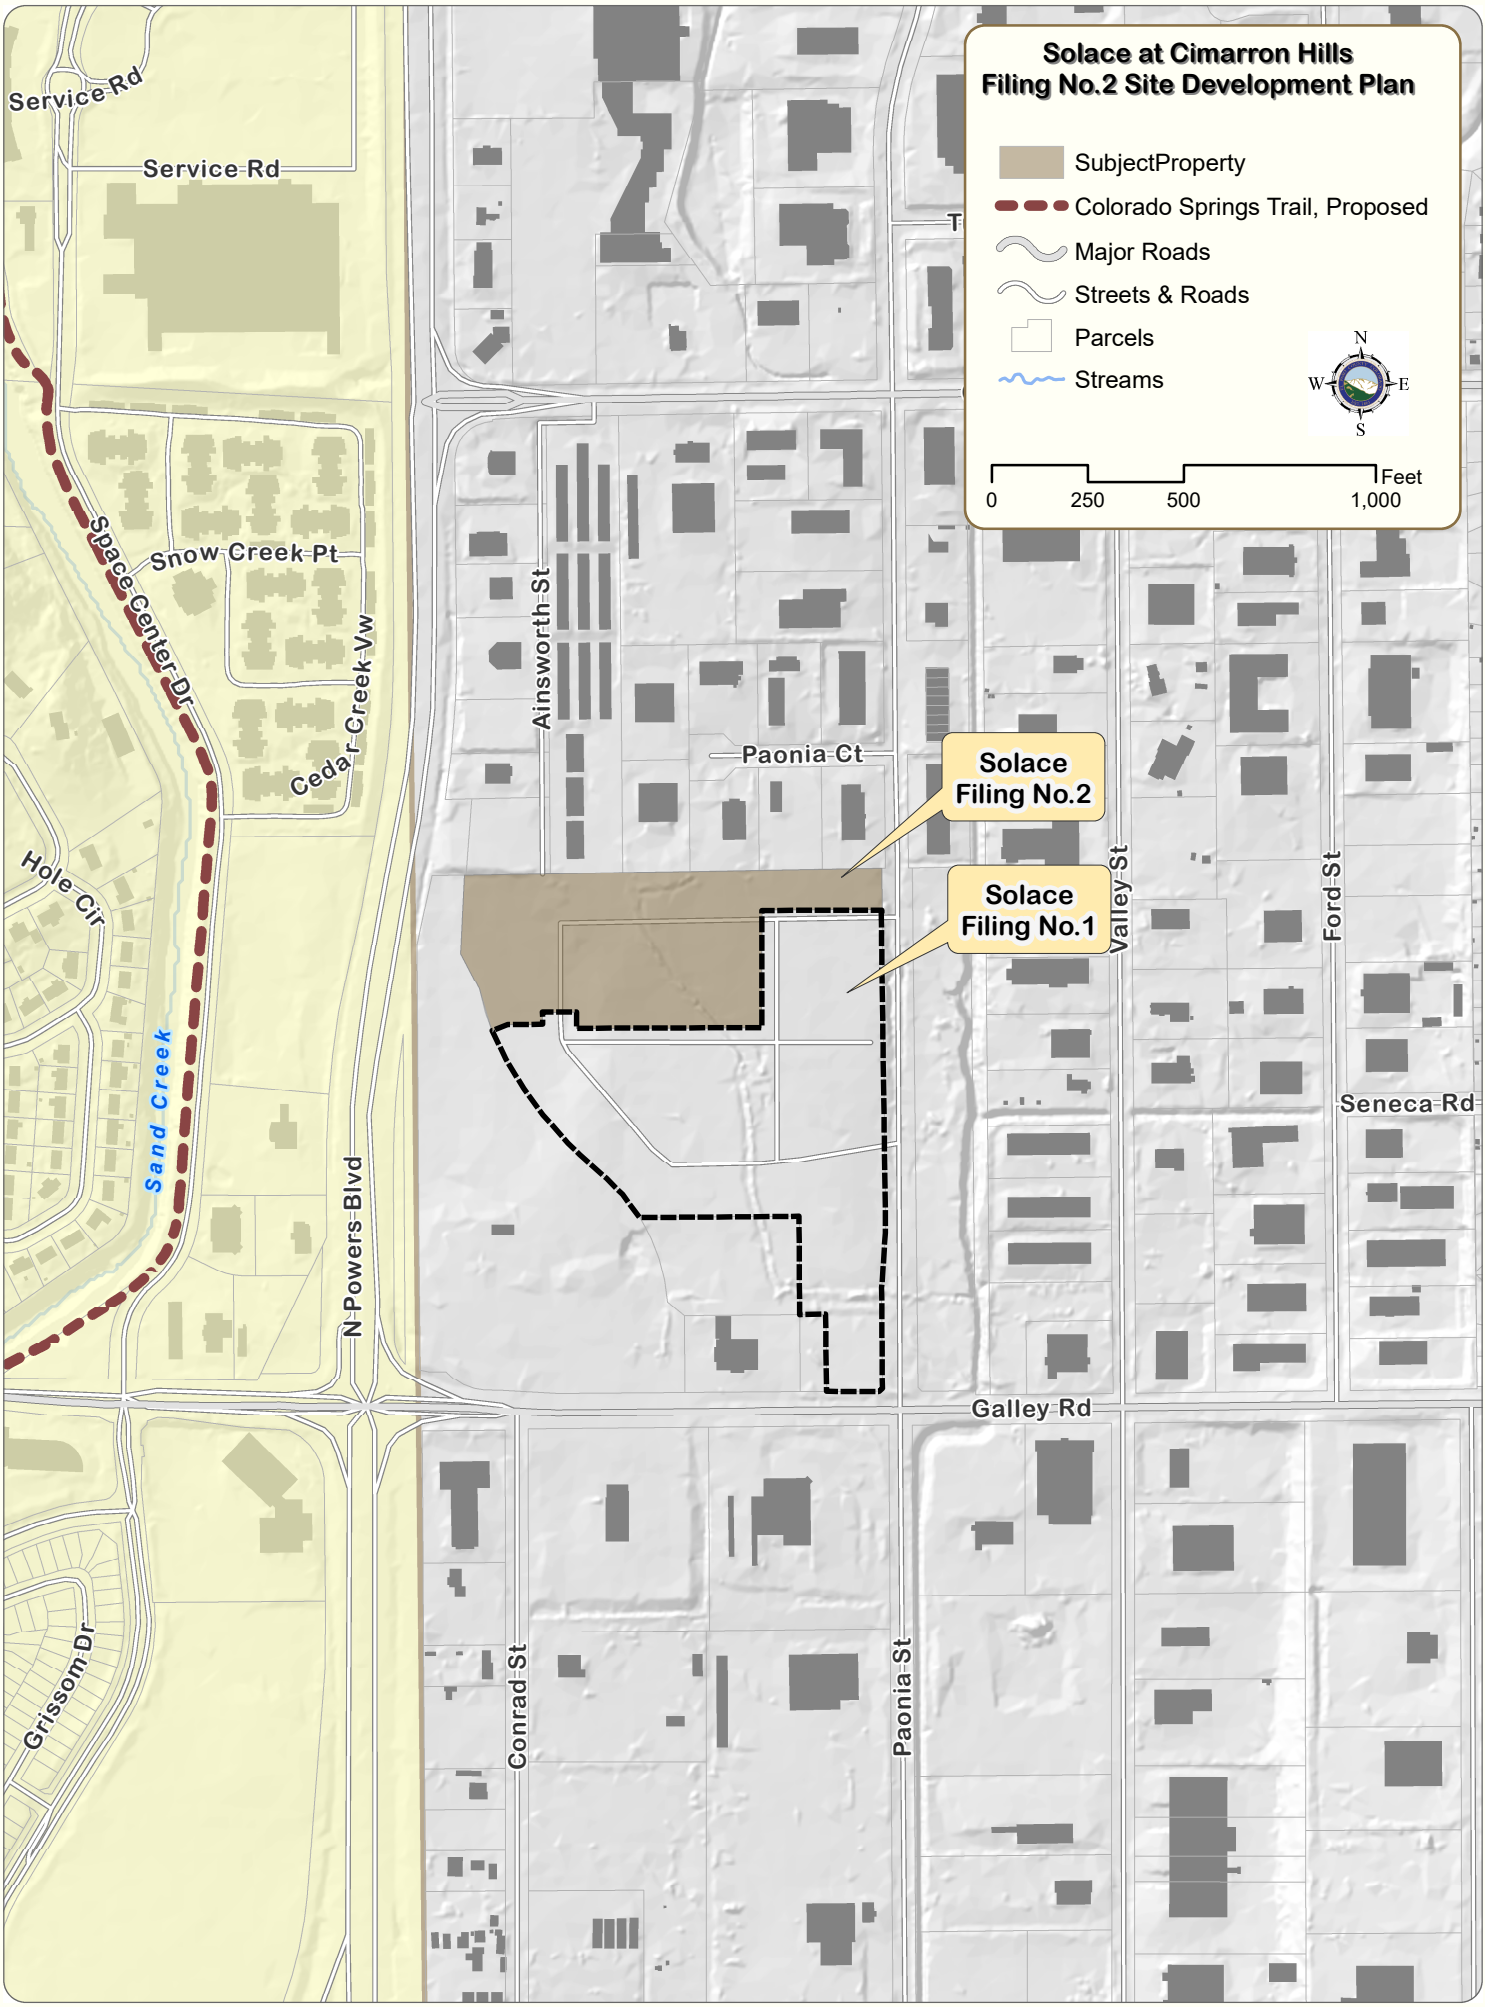 Solace at Cimarron Hills
Filing No.2 Site Development Plan
SubjectProperty
Colorado Springs Trail, Proposed
Major Roads
Streets & Roads
Parcels
Streams
N
W
E
S
Feet
0
250
500
1,000
Service Rd
Service Rd
T
Space Center Dr
Snow Creek Pt
Cedar Creek Vw
Ainsworth St
Paonia Ct
Solace
Filing No.2
Solace
Filing No.1
Valley St
Ford St
Hole Cir
Sand Creek
N Powers Blvd
Seneca Rd
Galley Rd
Grissom Dr
Conrad St
Paonia St